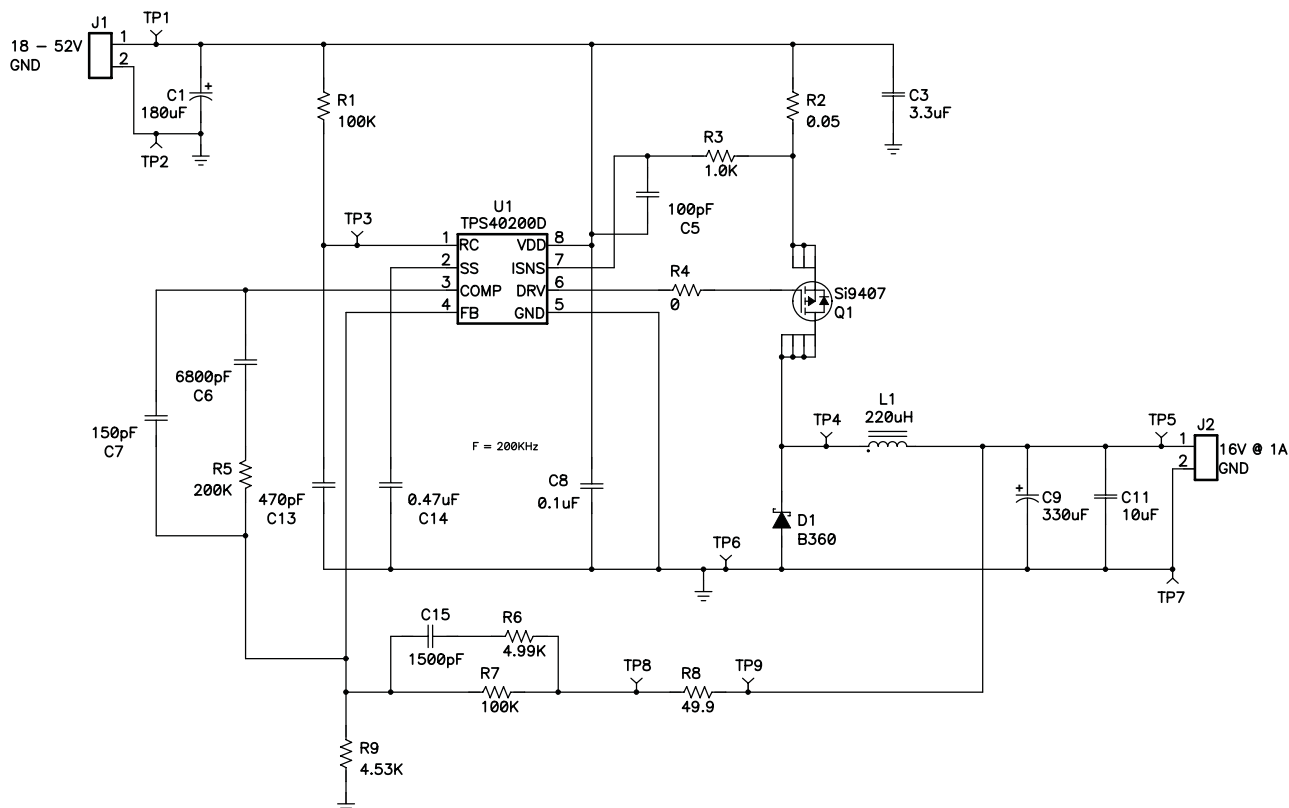 TP1
J1
1
18 – 52V
2
GND
C1
+
180uF
TP2
R1
100K
R2
0.05
C3
3.3uF
R3
1.0K
100pF
C5
U1
TPS40200D
TP3
1 RC VDD 8
2 SS ISNS 7
3 COMP DRV 6
4 FB GND 5
R4
0
Si9407
Q1
6800pF
C6
150pF
C7
R5
200K
F = 200KHz
470pF
C13
0.47uF
C14
C8
0.1uF
TP4
L1
220uH
TP5
J2
1
16V @ 1A
2
GND
+
C9
330uF
C11
10uF
D1
B360
TP6
TP7
C15
1500pF
R6
4.99K
R7
100K
TP8
R8
49.9
TP9
R9
4.53K